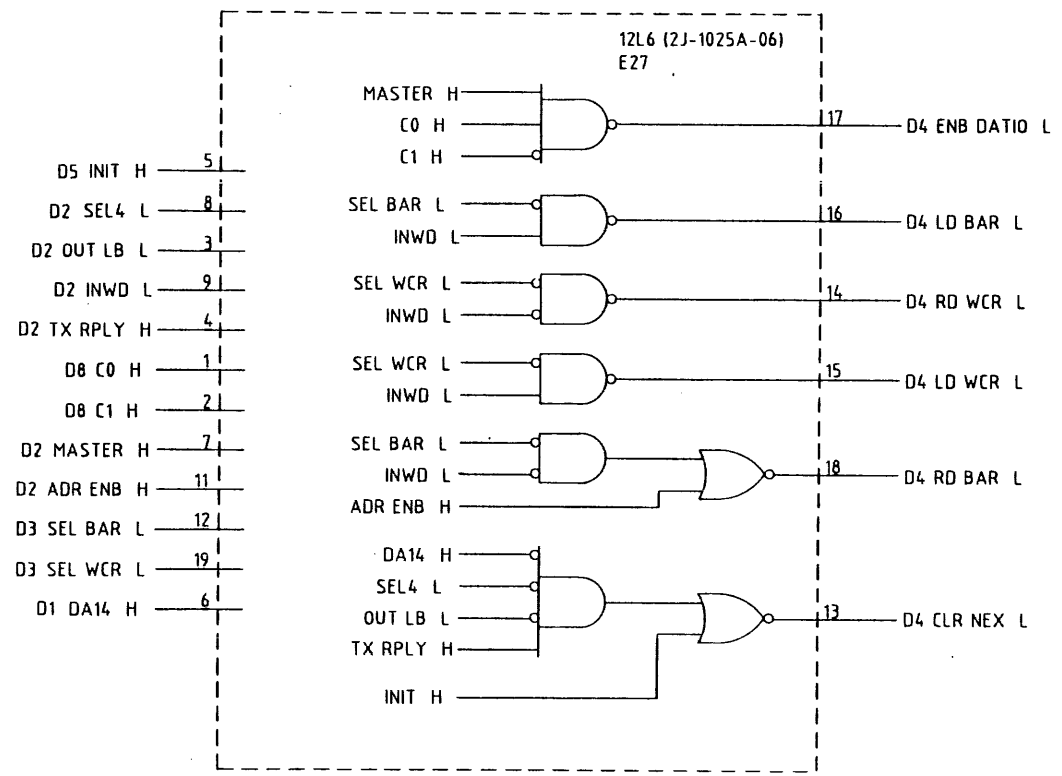 12L6 (2J-1025A-06)
E27
D5 INIT H 5
D2 SEL4 L 8
D2 OUT LB L 3
D2 INWD L 9
D2 TX RPLY H 4
D8 C0 H 1
D8 C1 H 2
D2 MASTER H 7
D2 ADR ENB H 11
D3 SEL BAR L 12
D3 SEL WCR L 19
D1 DA14 H 6
MASTER H
C0 H
C1 H
17 D4 ENB DATIO L
SEL BAR L
INWD L
16 D4 LD BAR L
SEL WCR L
INWD L
14 D4 RD WCR L
SEL WCR L
INWD L
15 D4 LD WCR L
SEL BAR L
INWD L
ADR ENB H
18 D4 RD BAR L
DA14 H
SEL4 L
OUT LB L
TX RPLY H
INIT H
13 D4 CLR NEX L